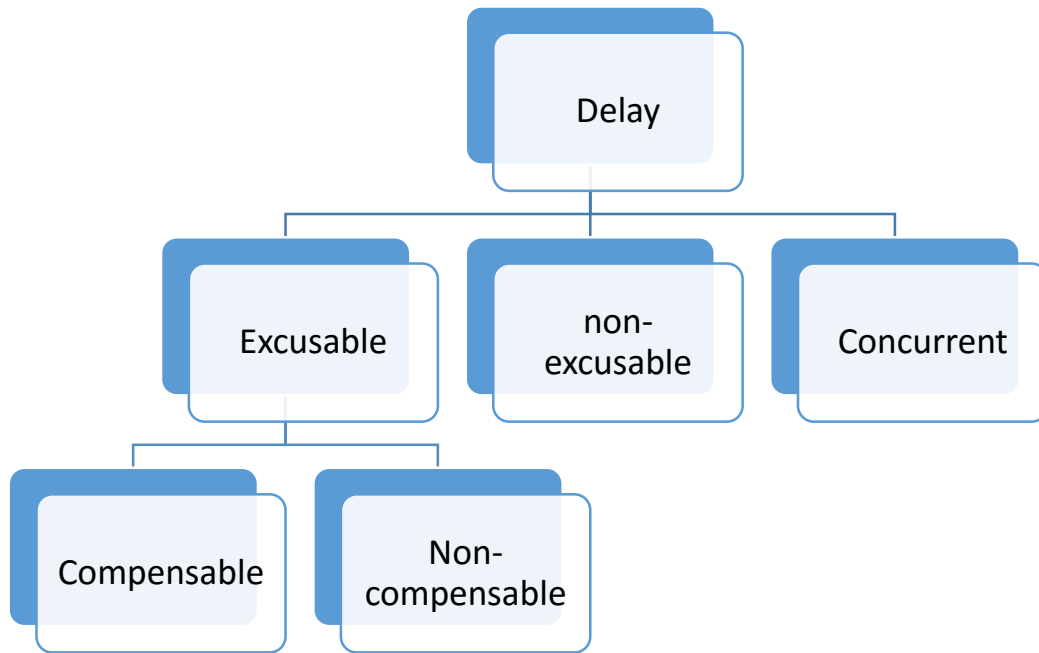 Delay
Excusable
non-
excusable
Concurrent
Compensable
Non-
compensable